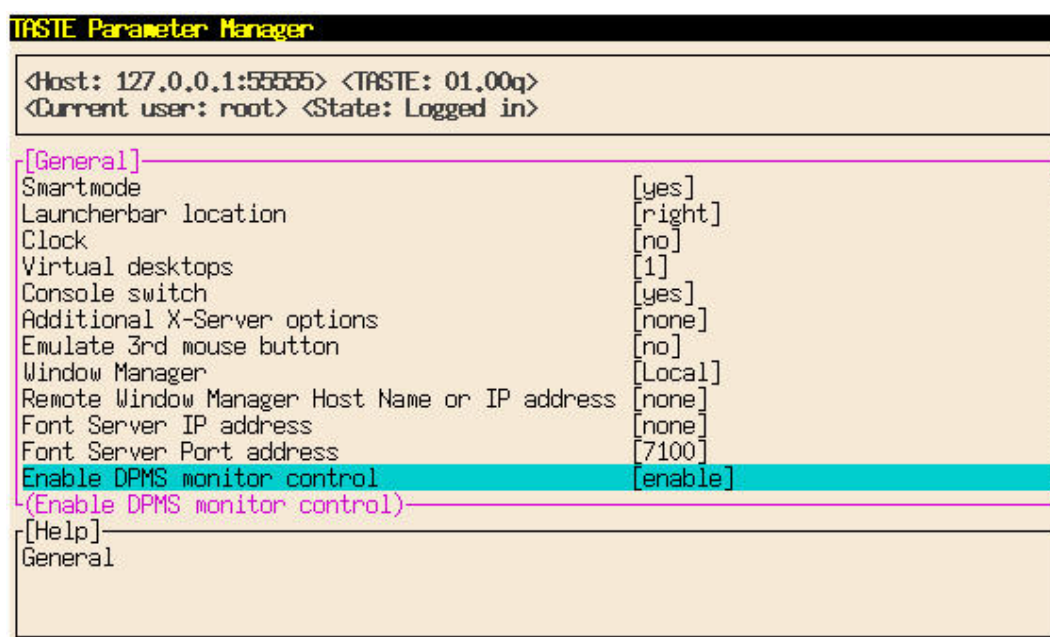 TASTE Parameter Manager
<Host: 127.0.0.1:55555> <TASTE: 01.00q>
<Current user: root> <State: Logged in>
[General]
Smartmode [yes]
Launcherbar location [right]
Clock [no]
Virtual desktops [1]
Console switch [yes]
Additional X-Server options [none]
Emulate 3rd mouse button [no]
Window Manager [Local]
Remote Window Manager Host Name or IP address [none]
Font Server IP address [none]
Font Server Port address [7100]
Enable DPMS monitor control [enable]
(Enable DPMS monitor control)
[Help]
General